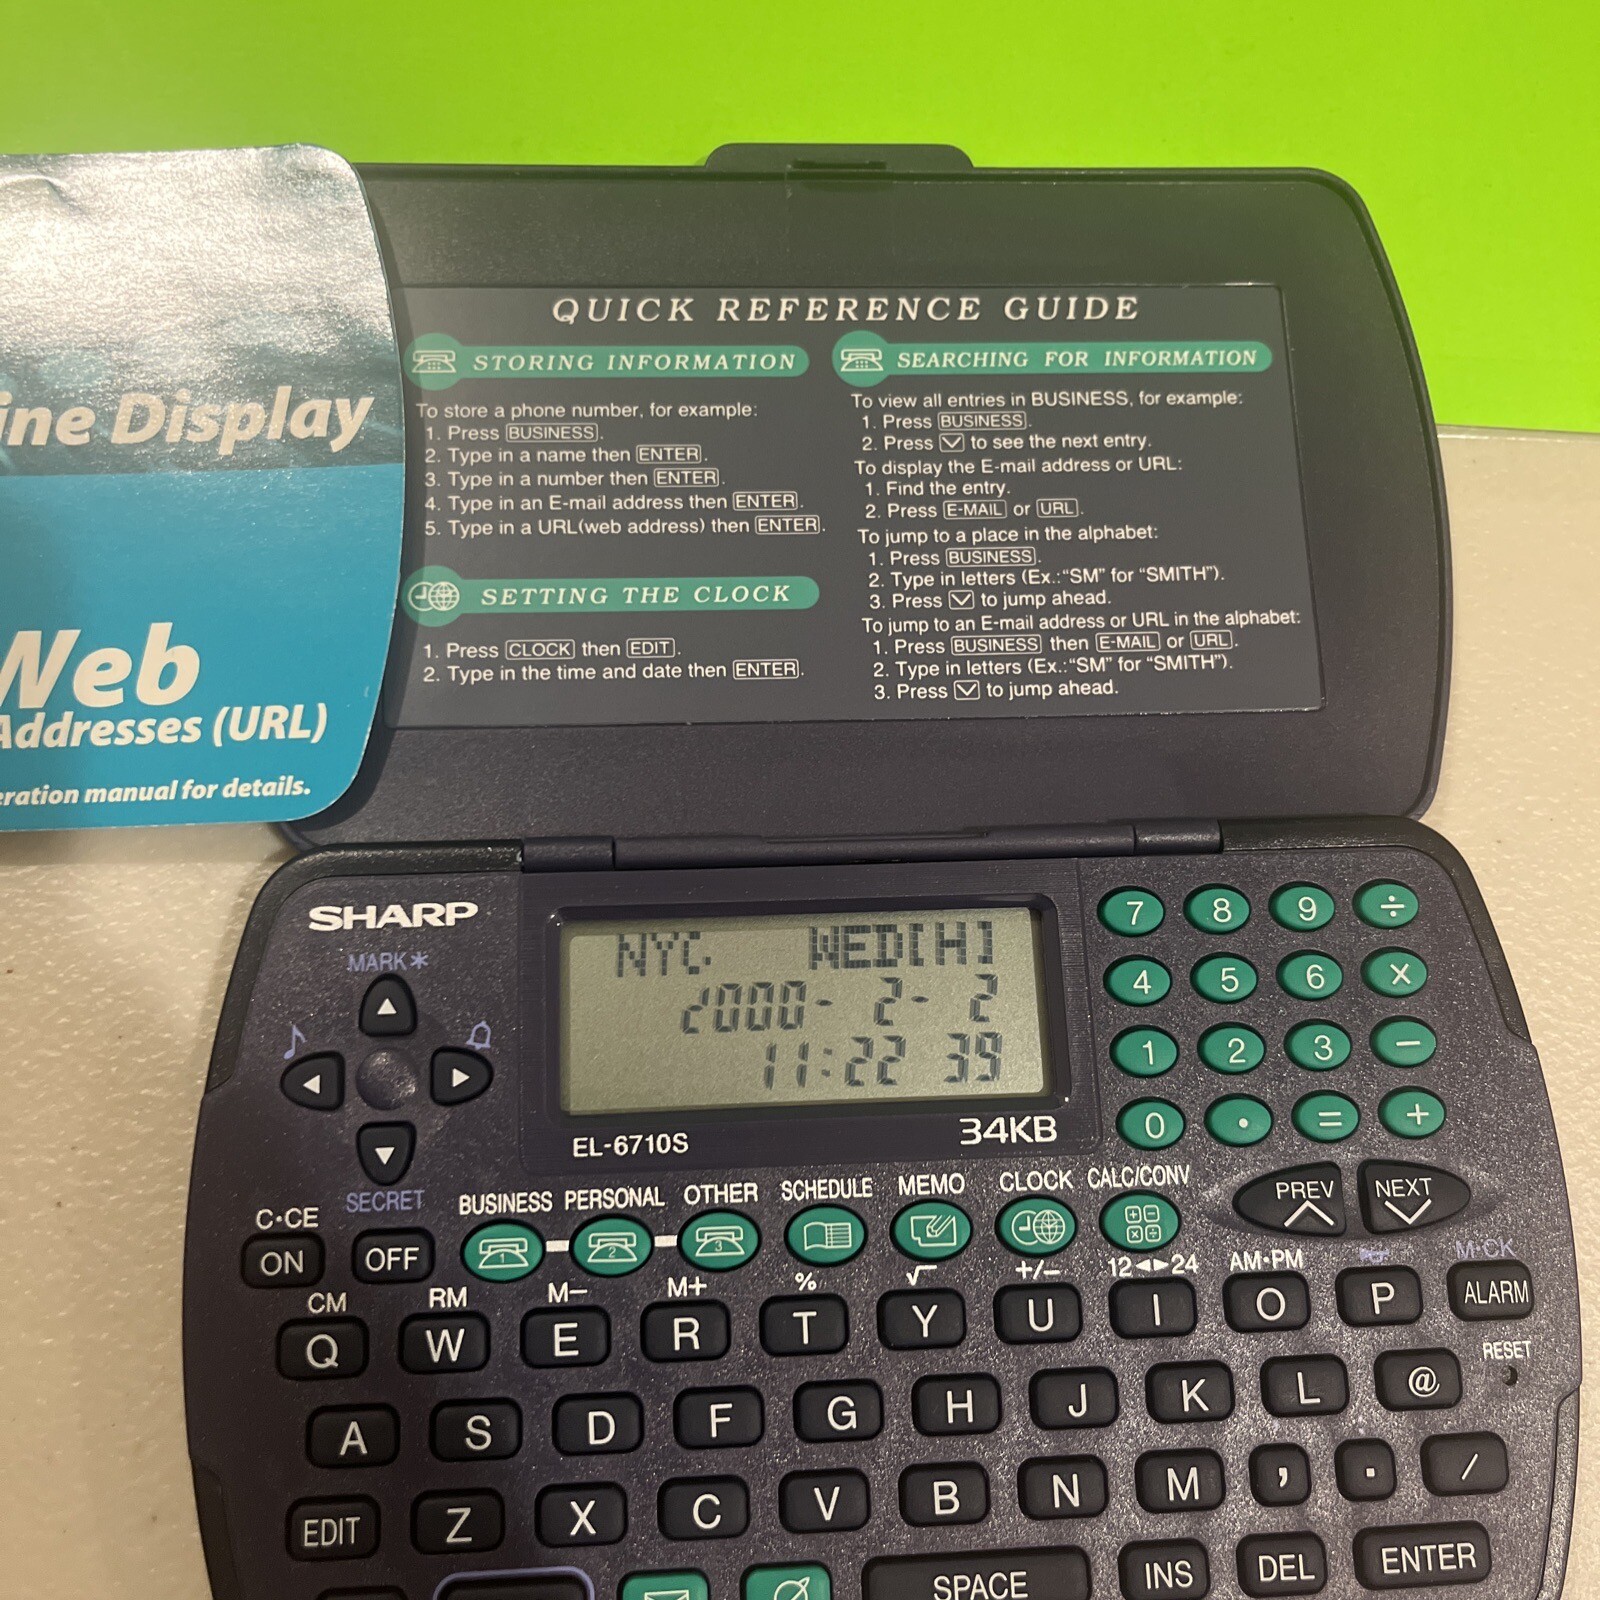 ine Display
Web
Addresses (URL)
eration manual for details.
QUICK REFERENCE GUIDE
STORING INFORMATION
To store a phone number, for example:
1. Press BUSINESS.
2. Type in a name then ENTER.
3. Type in a number then ENTER.
4. Type in an E-mail address then ENTER.
5. Type in a URL(web address) then ENTER.
SETTING THE CLOCK
1. Press CLOCK then EDIT.
2. Type in the time and date then ENTER.
SEARCHING FOR INFORMATION
To view all entries in BUSINESS, for example:
1. Press BUSINESS.
2. Press ∨ to see the next entry.
To display the E-mail address or URL:
1. Find the entry.
2. Press E-MAIL or URL.
To jump to a place in the alphabet:
1. Press BUSINESS.
2. Type in letters (Ex.:“SM” for “SMITH”).
3. Press ∨ to jump ahead.
To jump to an E-mail address or URL in the alphabet:
1. Press BUSINESS then E-MAIL or URL.
2. Type in letters (Ex.:“SM” for “SMITH”).
3. Press ∨ to jump ahead.
SHARP
MARK*
SECRET
NYC WED[H]
2000- 2- 2
11:22 39
EL-6710S
34KB
7 8 9 ÷
4 5 6 ×
1 2 3 −
0 . = +
C·CE
ON OFF
BUSINESS PERSONAL OTHER SCHEDULE MEMO CLOCK CALC/CONV
1 2 3
PREV NEXT
CM RM M− M+ % √ +/− 12◄►24 AM·PM M·CK
Q W E R T Y U I O P ALARM
RESET
A S D F G H J K L @
EDIT Z X C V B N M , . /
SPACE INS DEL ENTER